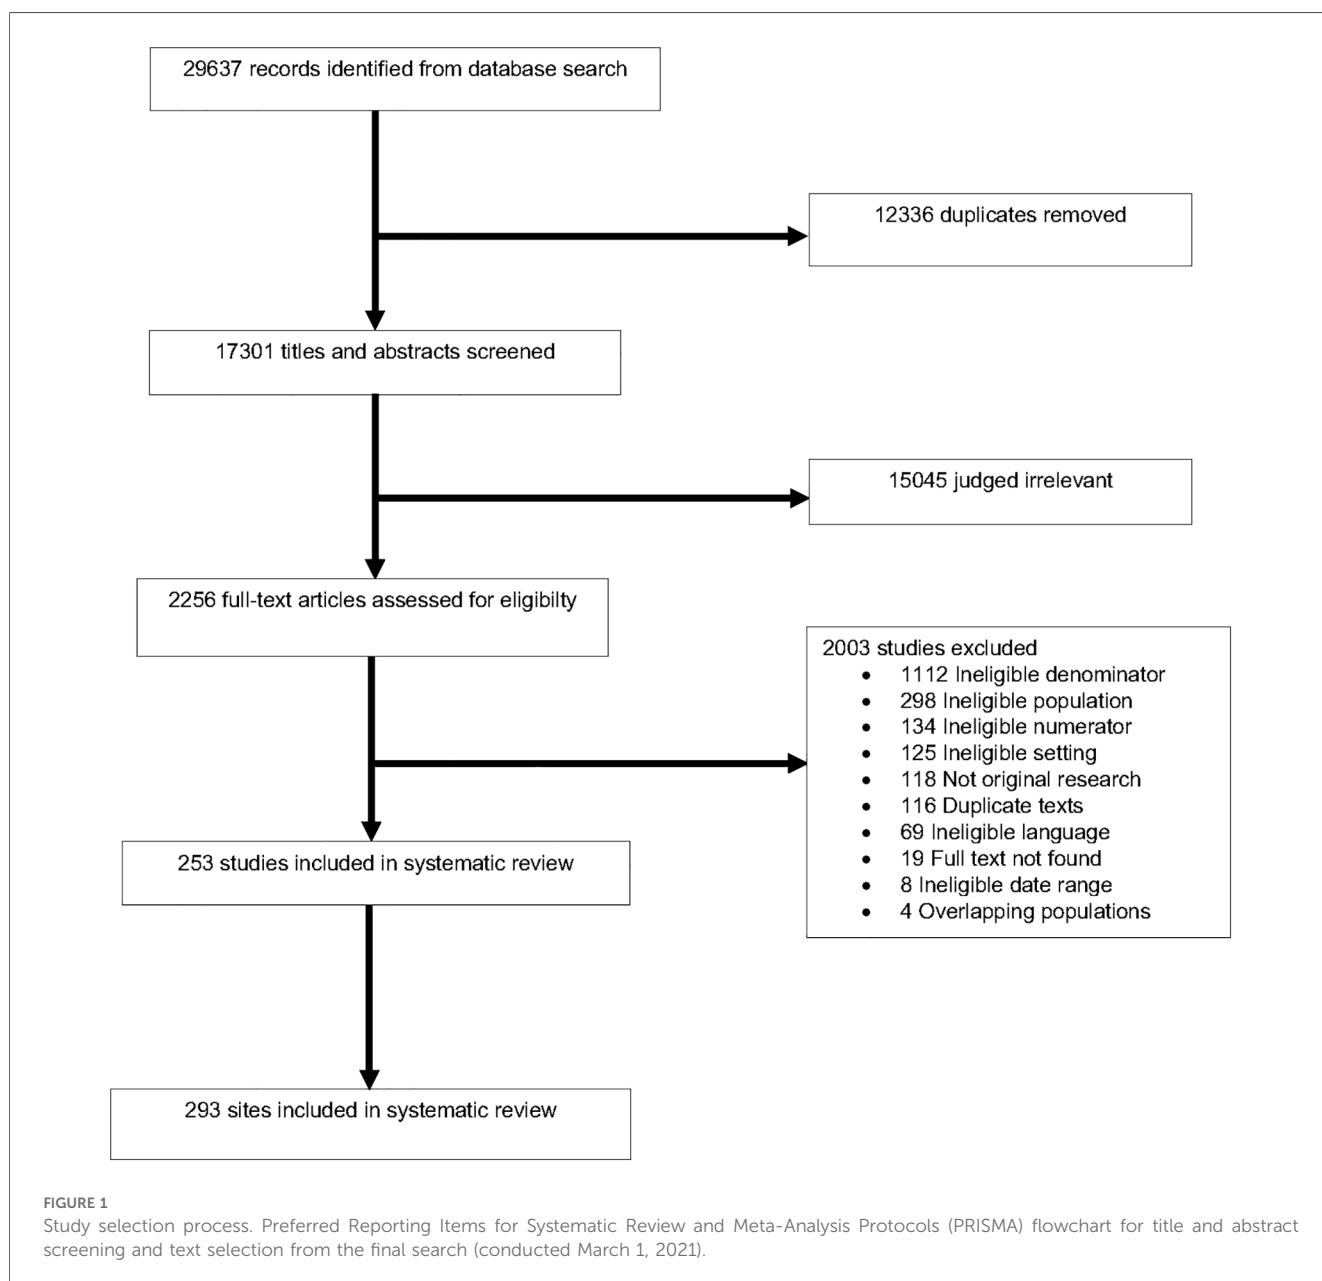 29637 records identified from database search
12336 duplicates removed
17301 titles and abstracts screened
15045 judged irrelevant
2256 full-text articles assessed for eligibilty
2003 studies excluded
• 1112 Ineligible denominator
• 298 Ineligible population
• 134 Ineligible numerator
• 125 Ineligible setting
• 118 Not original research
• 116 Duplicate texts
• 69 Ineligible language
• 19 Full text not found
• 8 Ineligible date range
• 4 Overlapping populations
253 studies included in systematic review
293 sites included in systematic review
FIGURE 1
Study selection process. Preferred Reporting Items for Systematic Review and Meta-Analysis Protocols (PRISMA) flowchart for title and abstract
screening and text selection from the final search (conducted March 1, 2021).